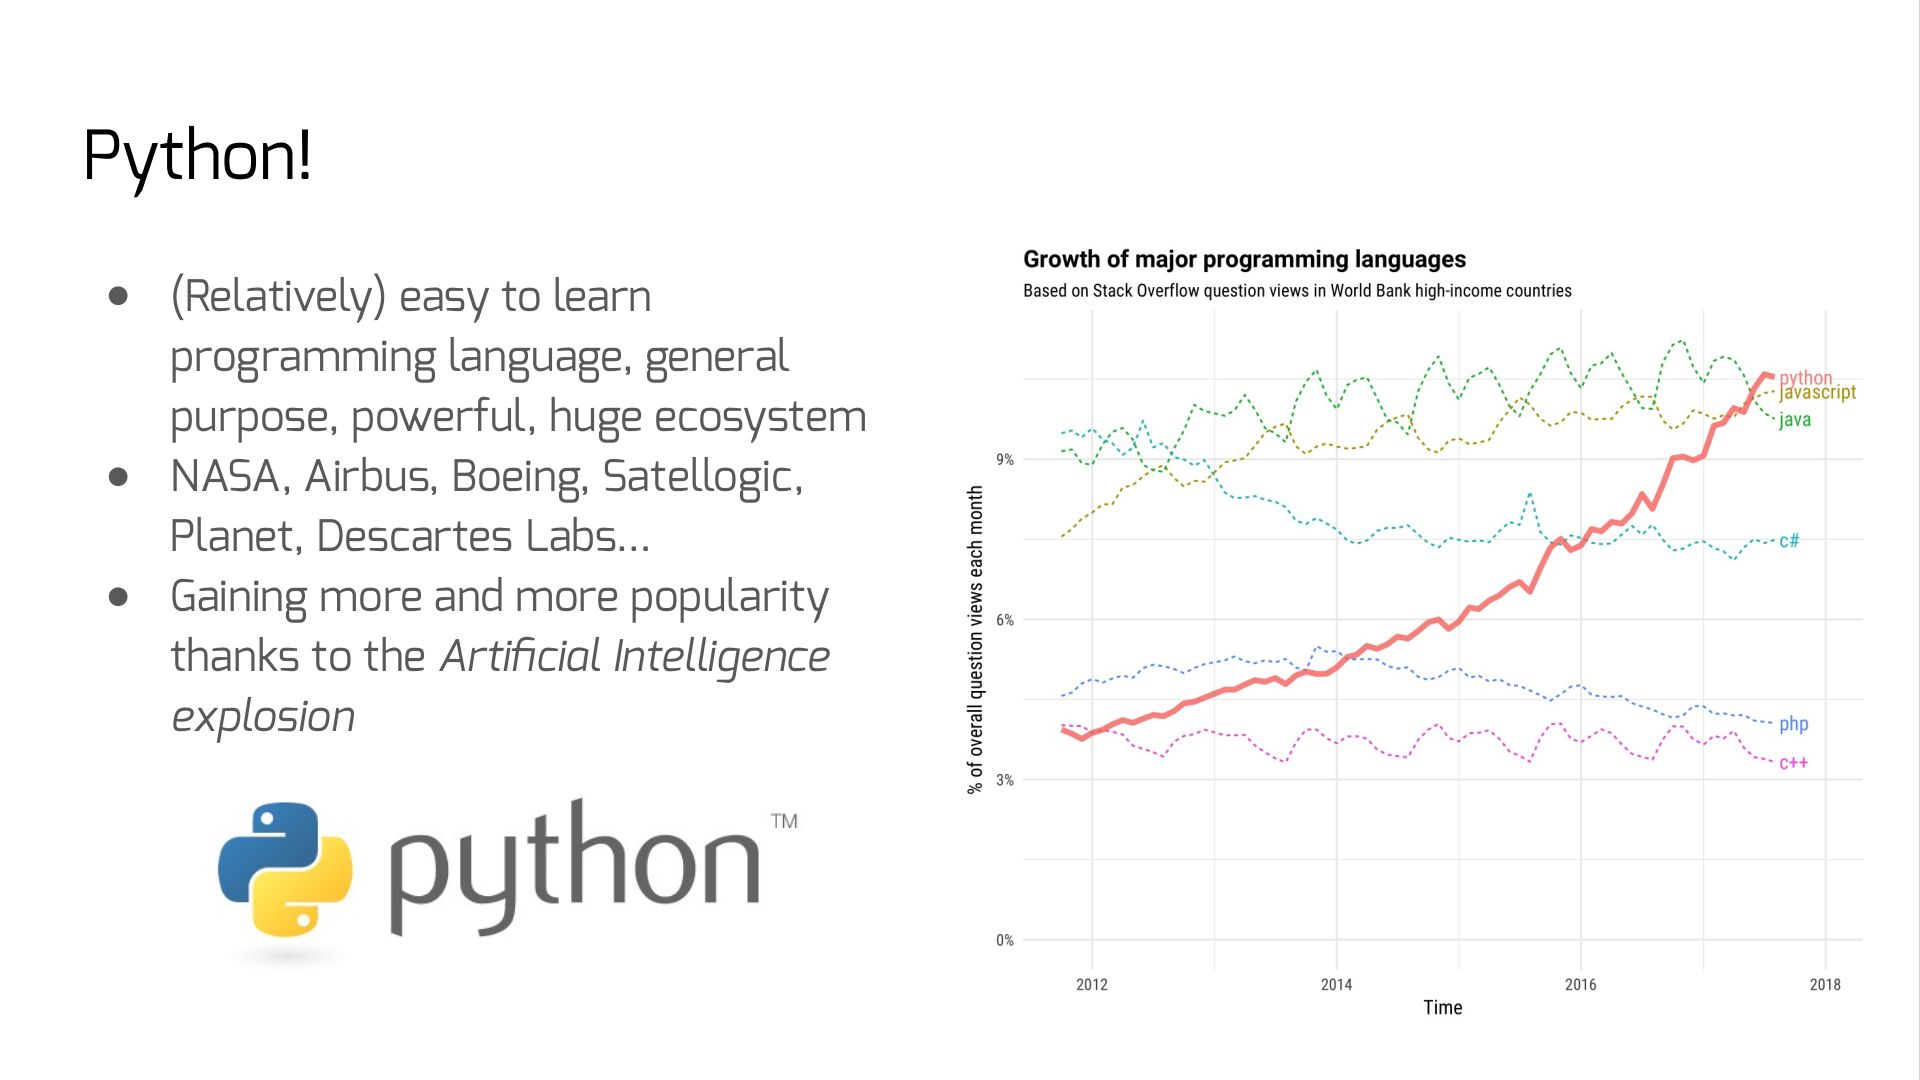 Python!
● (Relatively) easy to learn
programming language, general
purpose, powerful, huge ecosystem
● NASA, Airbus, Boeing, Satellogic,
Planet, Descartes Labs...
● Gaining more and more popularity
thanks to the Artificial Intelligence
explosion
python TM
Growth of major programming languages
Based on Stack Overflow question views in World Bank high-income countries
% of overall question views each month
9%
6%
3%
0%
python
javascript
java
c#
php
c++
2012 2014 2016 2018
Time